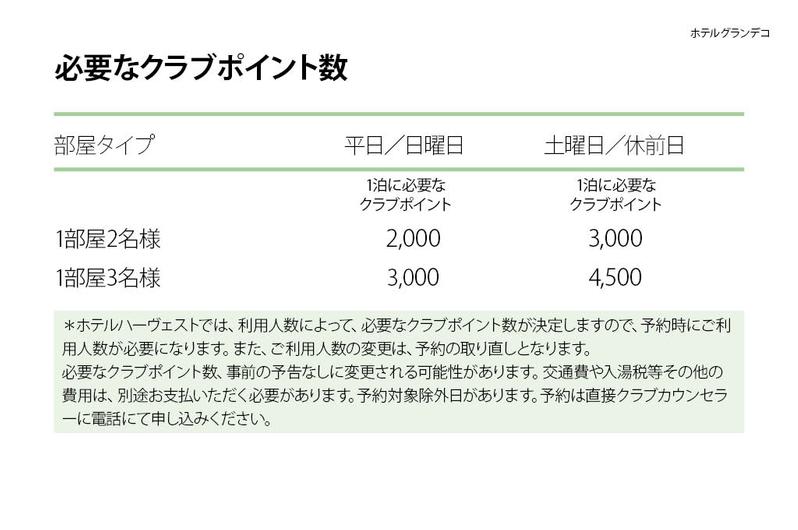 ホテルグランデコ
必要なクラブポイント数
部屋タイプ 平日／日曜日 土曜日／休前日
1泊に必要な 1泊に必要な
クラブポイント クラブポイント
1部屋2名様 2,000 3,000
1部屋3名様 3,000 4,500
＊ホテルハーヴェストでは、利用人数によって、必要なクラブポイント数が決定しますので、予約時にご利
用人数が必要になります。また、ご利用人数の変更は、予約の取り直しとなります。
必要なクラブポイント数、事前の予告なしに変更される可能性があります。交通費や入湯税等その他の
費用は、別途お支払いただく必要があります。予約対象除外日があります。予約は直接クラブカウンセラ
ーに電話にて申し込みください。